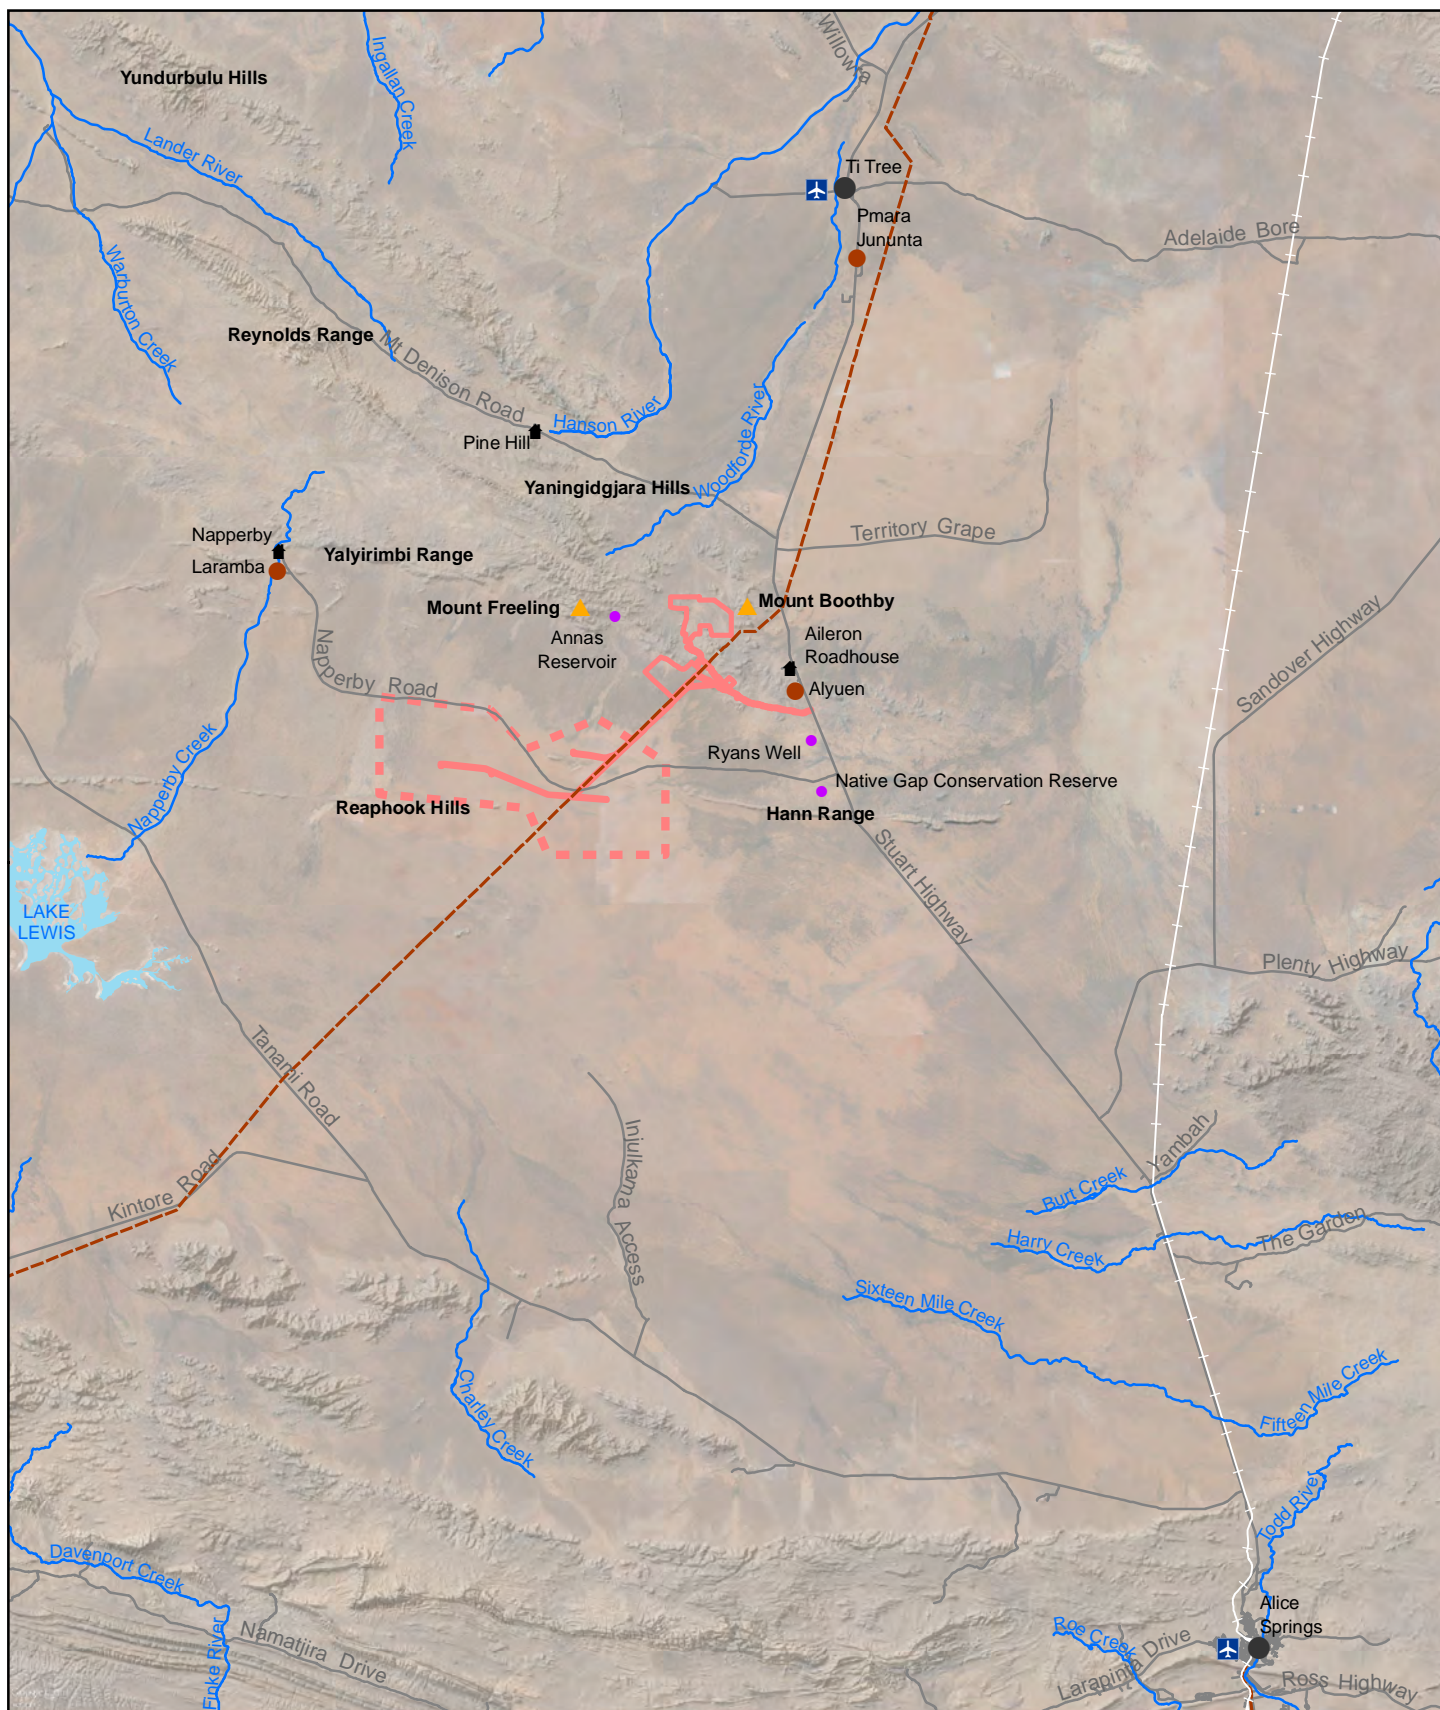 Willowra
Ingallan Creek
Yundurbulu Hills
Lander River
Ti Tree
Pmara
Jununta
Adelaide Bore
Warburton Creek
Reynolds Range
Mt Denison Road
Hanson River
Woodforde River
Pine Hill
Yaningidgjara Hills
Territory Grape
Napperby
Yalyirimbi Range
Laramba
Mount Freeling
Mount Boothby
Annas
Reservoir
Aileron
Roadhouse
Sandover Highway
Napperby Road
Alyuen
Ryans Well
Napperby Creek
Native Gap Conservation Reserve
Reaphook Hills
Hann Range
Stuart Highway
LAKE
LEWIS
Plenty Highway
Tanami Road
Injulkama Access
Yambah
Kintore Road
Burt Creek
Harry Creek
The Garden
Sixteen Mile Creek
Charley Creek
Fifteen Mile Creek
Todd River
Davenport Creek
Alice
Springs
Finke River
Namatjira Drive
Roe Creek
Larapinta Drive
Ross Highway